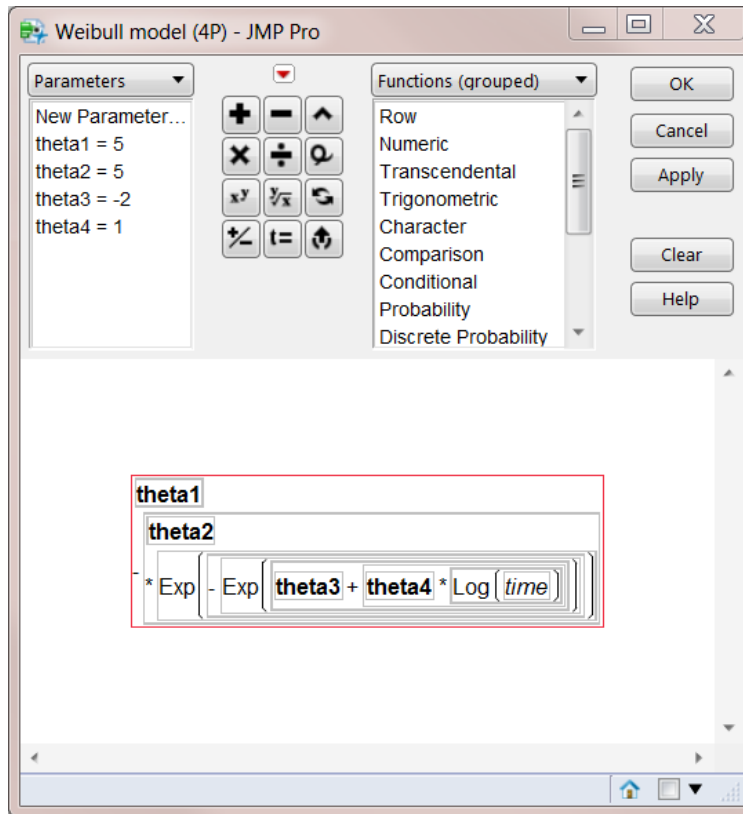 Weibull model (4P) - JMP Pro
Parameters
New Parameter...
theta1 = 5
theta2 = 5
theta3 = -2
theta4 = 1
xʸ
ʸ√x
t=
Functions (grouped)
Row
Numeric
Transcendental
Trigonometric
Character
Comparison
Conditional
Probability
Discrete Probability
OK
Cancel
Apply
Clear
Help
theta1
theta2
-
* Exp(- Exp(theta3 + theta4 * Log(time)))